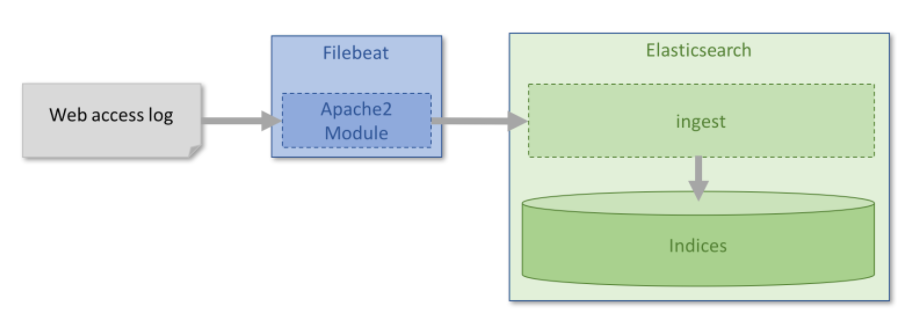 Filebeat
Elasticsearch
Web access log
Apache2
Module
ingest
Indices